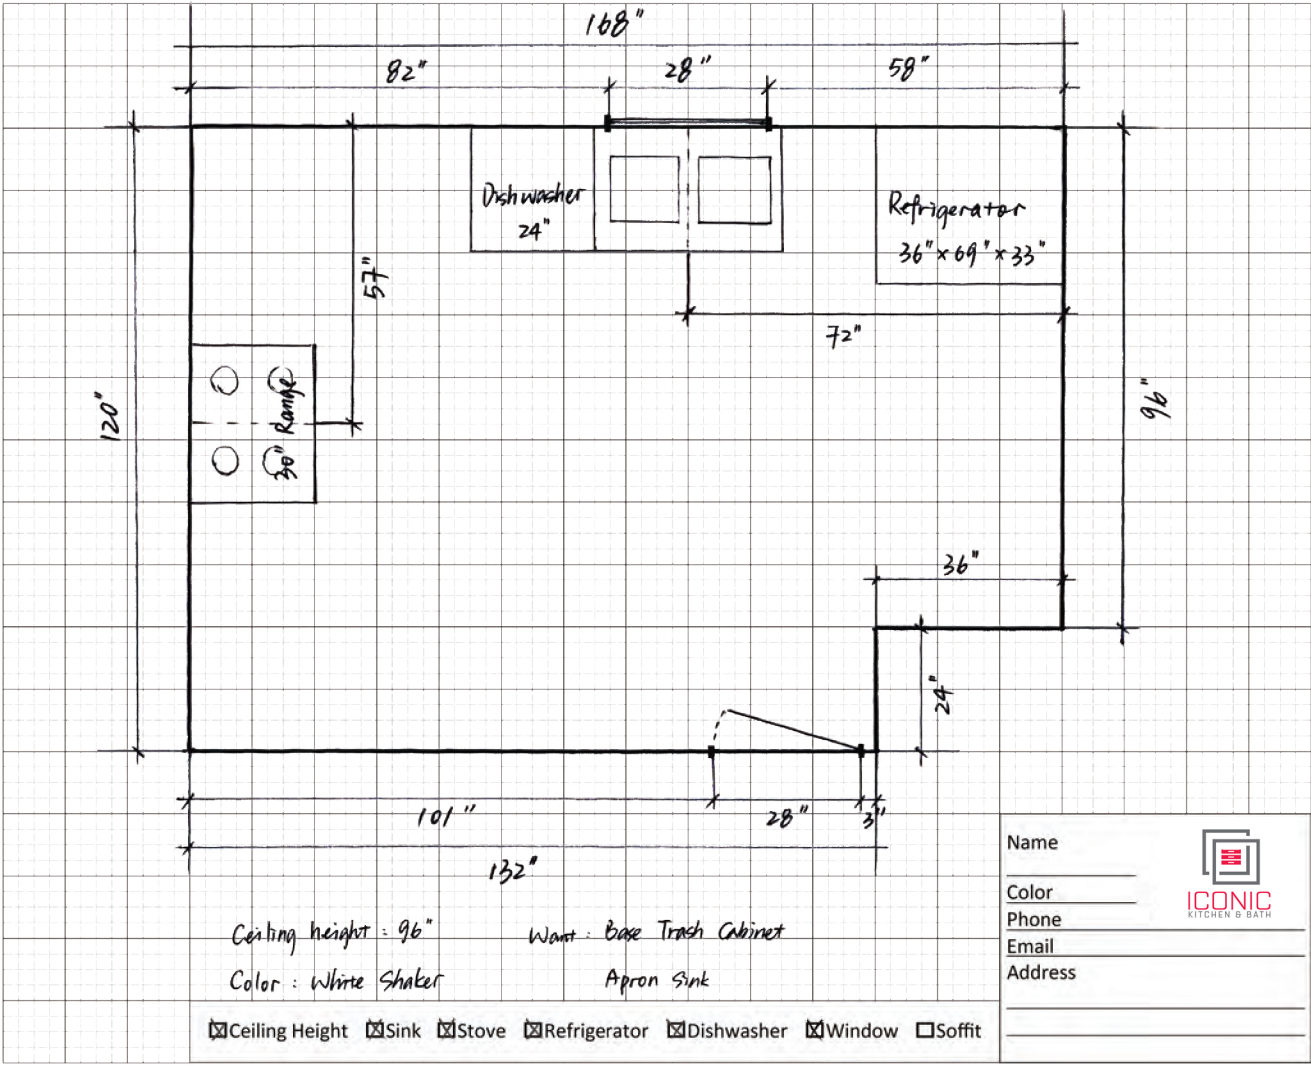 168"
82"
28"
58"
Dishwasher
24"
Refrigerator
36" x 69" x 33"
57"
72"
120"
30" Range
96"
36"
24"
101"
28"
3"
132"
Ceiling height : 96"
Want : Base Trash Cabinet
Color : White Shaker
Apron Sink
Ceiling Height Sink Stove Refrigerator Dishwasher Window Soffit
Name
ICONIC
KITCHEN & BATH
Color
Phone
Email
Address